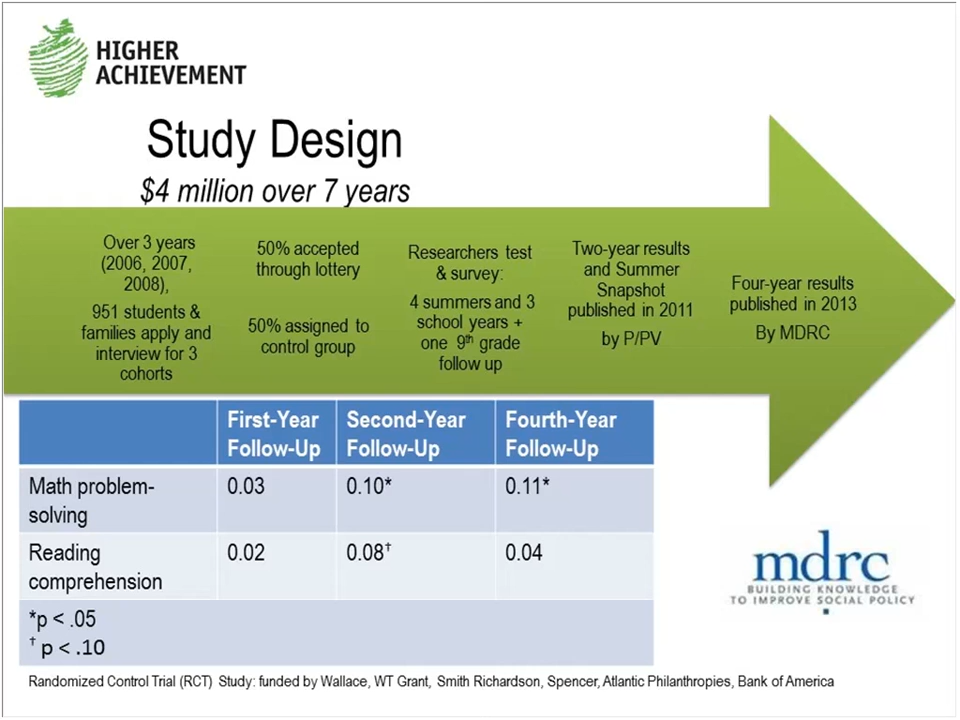 HIGHER
ACHIEVEMENT
Study Design
$4 million over 7 years
Over 3 years
(2006, 2007,
2008),
951 students &
families apply and
interview for 3
cohorts
50% accepted
through lottery
50% assigned to
control group
Researchers test
& survey:
4 summers and 3
school years +
one 9th grade
follow up
Two-year results
and Summer
Snapshot
published in 2011
by P/PV
Four-year results
published in 2013
By MDRC
First-Year Second-Year Fourth-Year
Follow-Up Follow-Up Follow-Up
Math problem- 0.03 0.10* 0.11*
solving
Reading 0.02 0.08† 0.04
comprehension
*p < .05
† p < .10
mdrc
BUILDING KNOWLEDGE
TO IMPROVE SOCIAL POLICY
Randomized Control Trial (RCT) Study: funded by Wallace, WT Grant, Smith Richardson, Spencer, Atlantic Philanthropies, Bank of America